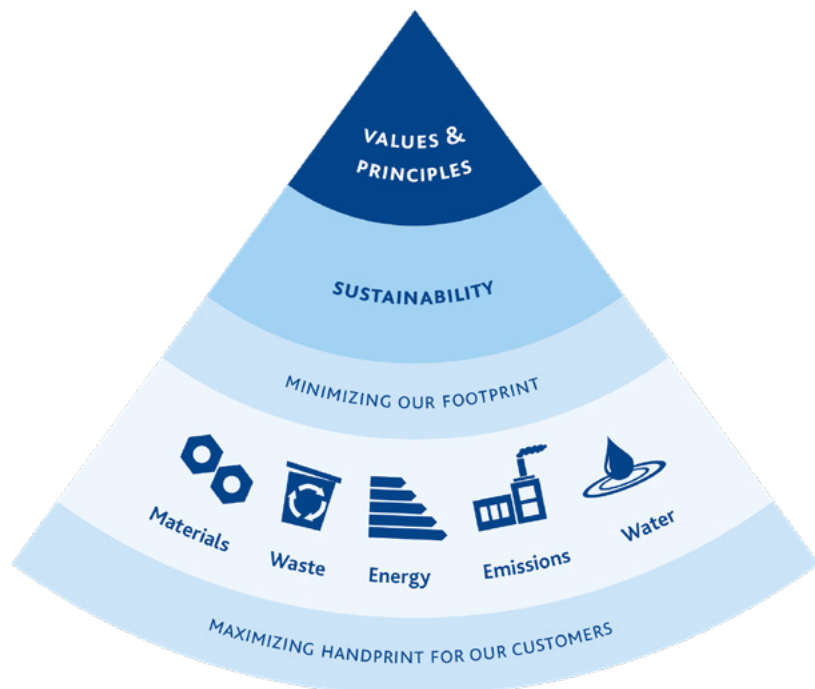 VALUES &
PRINCIPLES
SUSTAINABILITY
MINIMIZING OUR FOOTPRINT
Materials
Waste
Energy
Emissions
Water
MAXIMIZING HANDPRINT FOR OUR CUSTOMERS